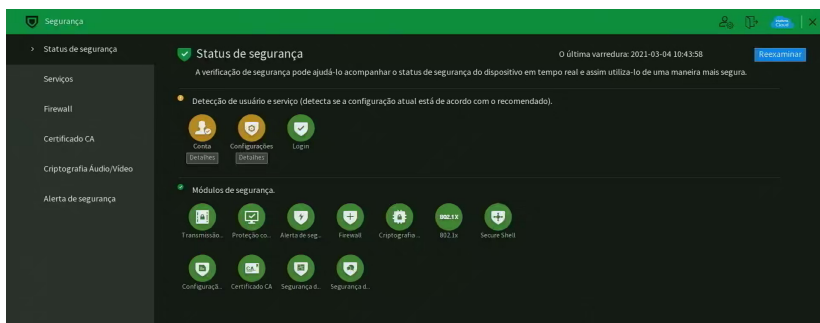 Segurança
Status de segurança
Serviços
Firewall
Certificado CA
Criptografia Áudio/Vídeo
Alerta de segurança
Status de segurança
O última varredura: 2021-03-04 10:43:58
Reexaminar
A verificação de segurança pode ajudá-lo acompanhar o status de segurança do dispositivo em tempo real e assim utiliza-lo de uma maneira mais segura.
Detecção de usuário e serviço (detecta se a configuração atual está de acordo com o recomendado).
Conta Configurações Login
Detalhes Detalhes
Módulos de segurança.
802.1X
Transmissão... Proteção co... Alerta de seg... Firewall Criptografia ... 802.1x Secure Shell
CA
Configuraçã... Certificado CA Segurança d... Segurança d...